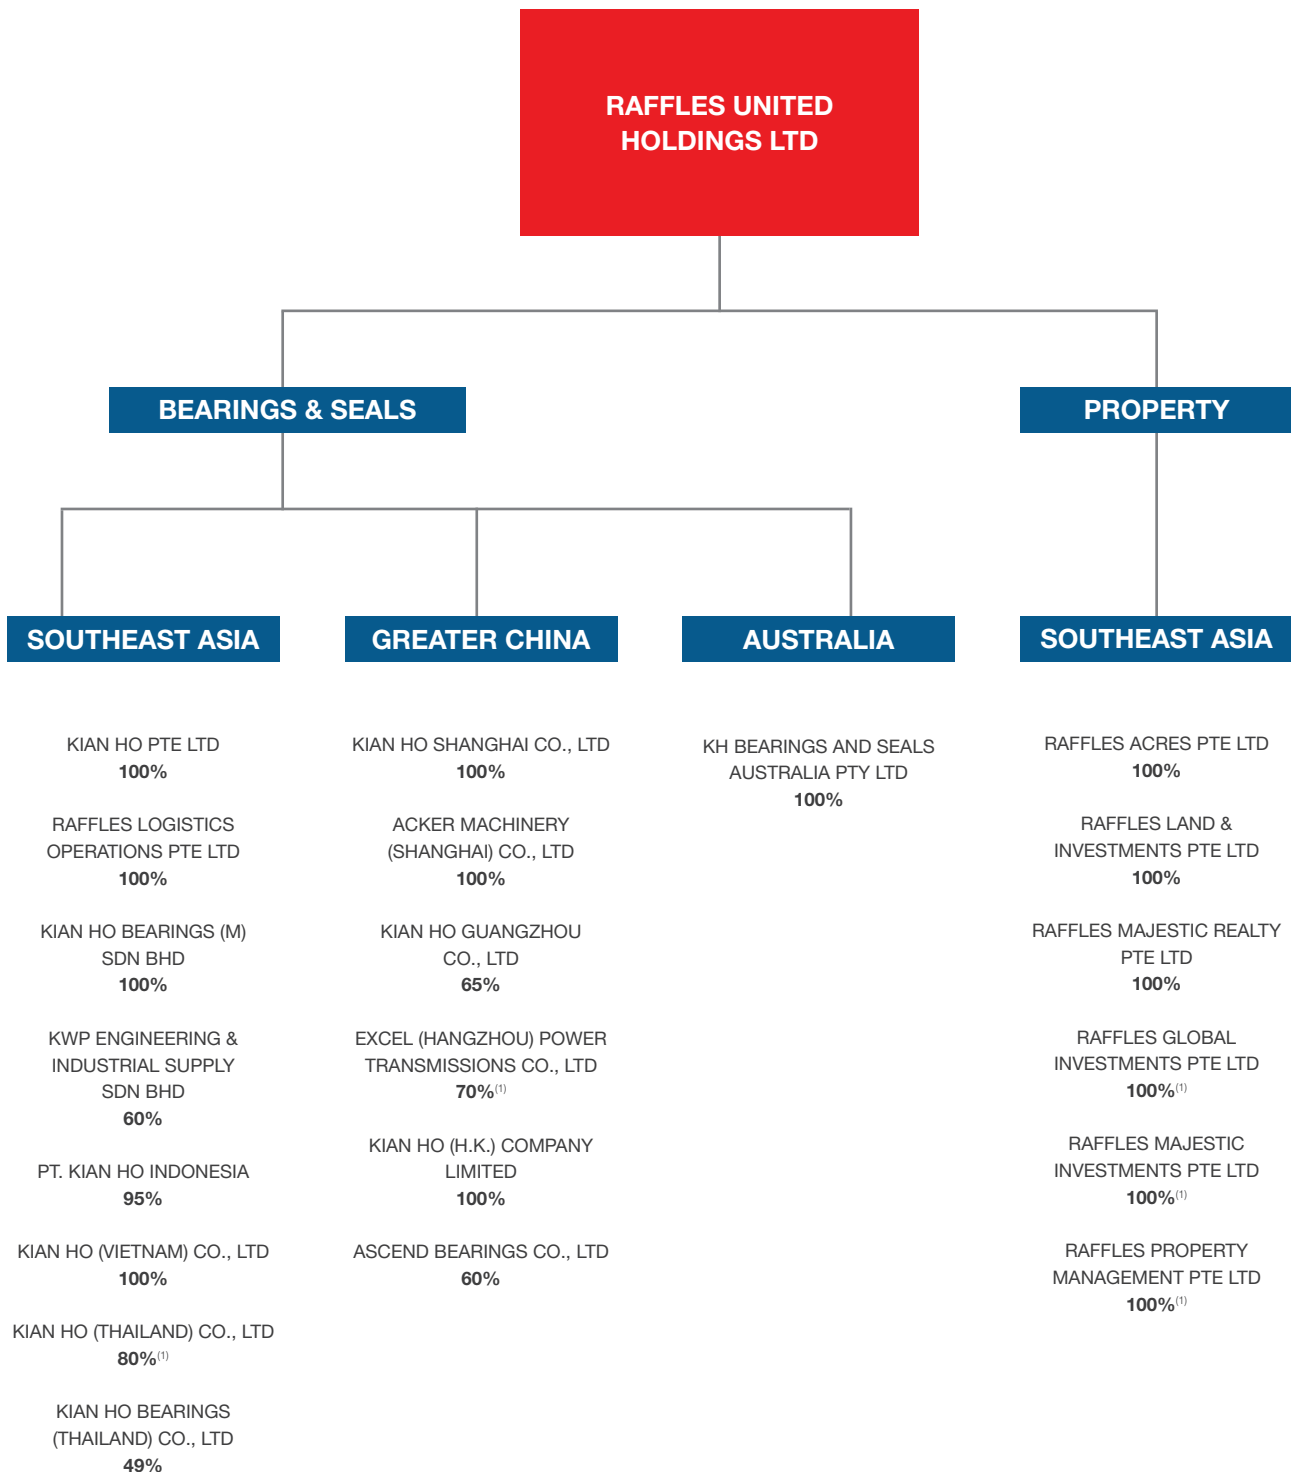 RAFFLES UNITED
HOLDINGS LTD
BEARINGS & SEALS
PROPERTY
SOUTHEAST ASIA
KIAN HO PTE LTD
100%
RAFFLES LOGISTICS
OPERATIONS PTE LTD
100%
KIAN HO BEARINGS (M)
SDN BHD
100%
KWP ENGINEERING &
INDUSTRIAL SUPPLY
SDN BHD
60%
PT. KIAN HO INDONESIA
95%
KIAN HO (VIETNAM) CO., LTD
100%
KIAN HO (THAILAND) CO., LTD
80%(1)
KIAN HO BEARINGS
(THAILAND) CO., LTD
49%
GREATER CHINA
KIAN HO SHANGHAI CO., LTD
100%
ACKER MACHINERY
(SHANGHAI) CO., LTD
100%
KIAN HO GUANGZHOU
CO., LTD
65%
EXCEL (HANGZHOU) POWER
TRANSMISSIONS CO., LTD
70%(1)
KIAN HO (H.K.) COMPANY
LIMITED
100%
ASCEND BEARINGS CO., LTD
60%
AUSTRALIA
KH BEARINGS AND SEALS
AUSTRALIA PTY LTD
100%
SOUTHEAST ASIA
RAFFLES ACRES PTE LTD
100%
RAFFLES LAND &
INVESTMENTS PTE LTD
100%
RAFFLES MAJESTIC REALTY
PTE LTD
100%
RAFFLES GLOBAL
INVESTMENTS PTE LTD
100%(1)
RAFFLES MAJESTIC
INVESTMENTS PTE LTD
100%(1)
RAFFLES PROPERTY
MANAGEMENT PTE LTD
100%(1)